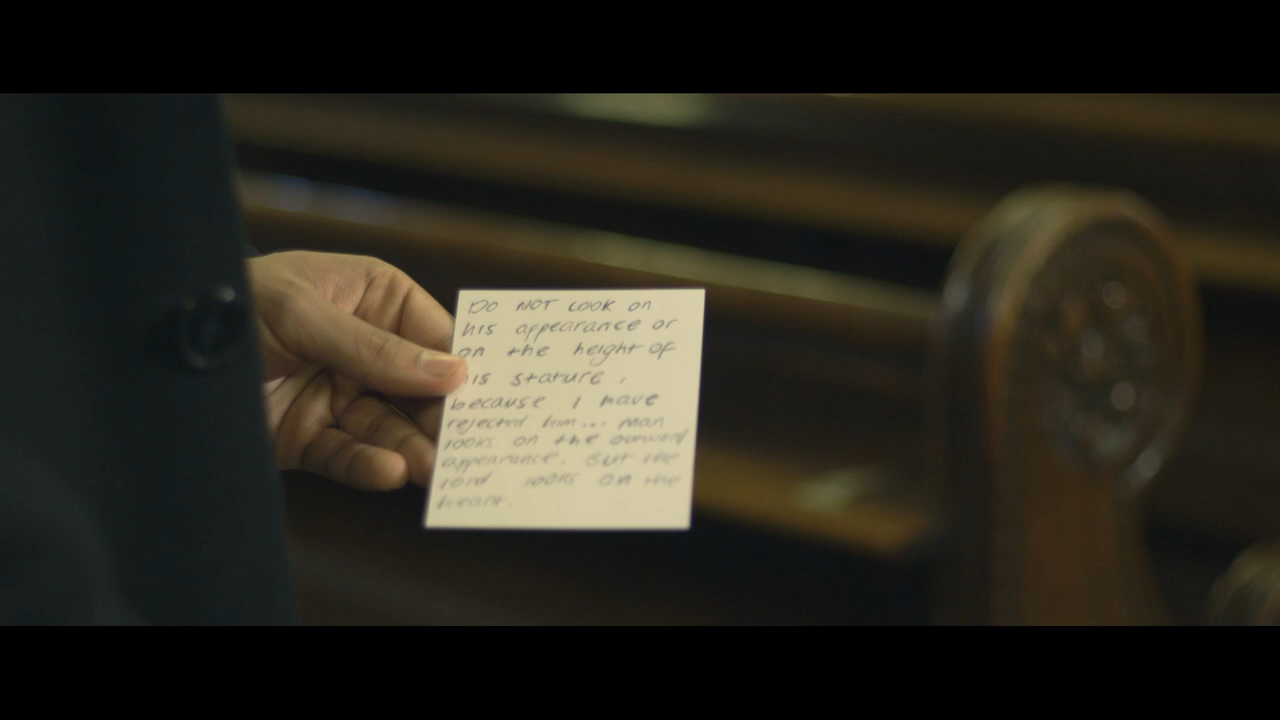 DO NOT LOOK on
his appearance or
on the height of
his stature,
because I have
rejected him... Man
looks on the outward
appearance. But the
lord looks on the
heart.